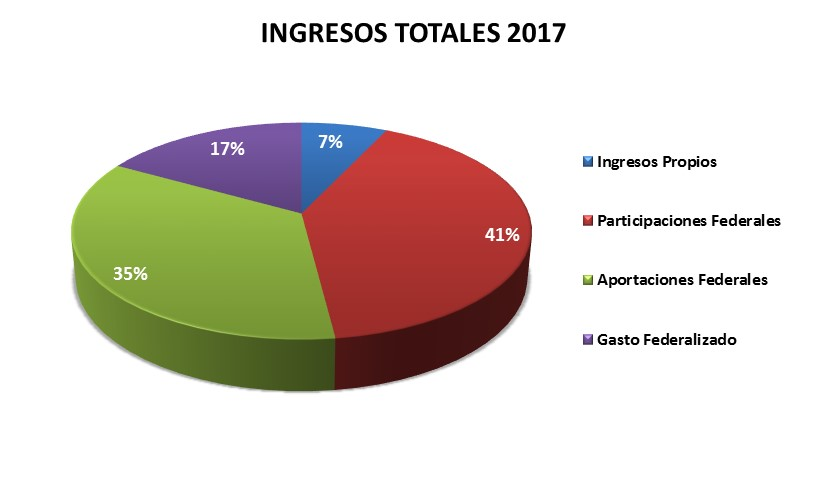 INGRESOS TOTALES 2017
17%
7%
41%
35%
Ingresos Propios
Participaciones Federales
Aportaciones Federales
Gasto Federalizado